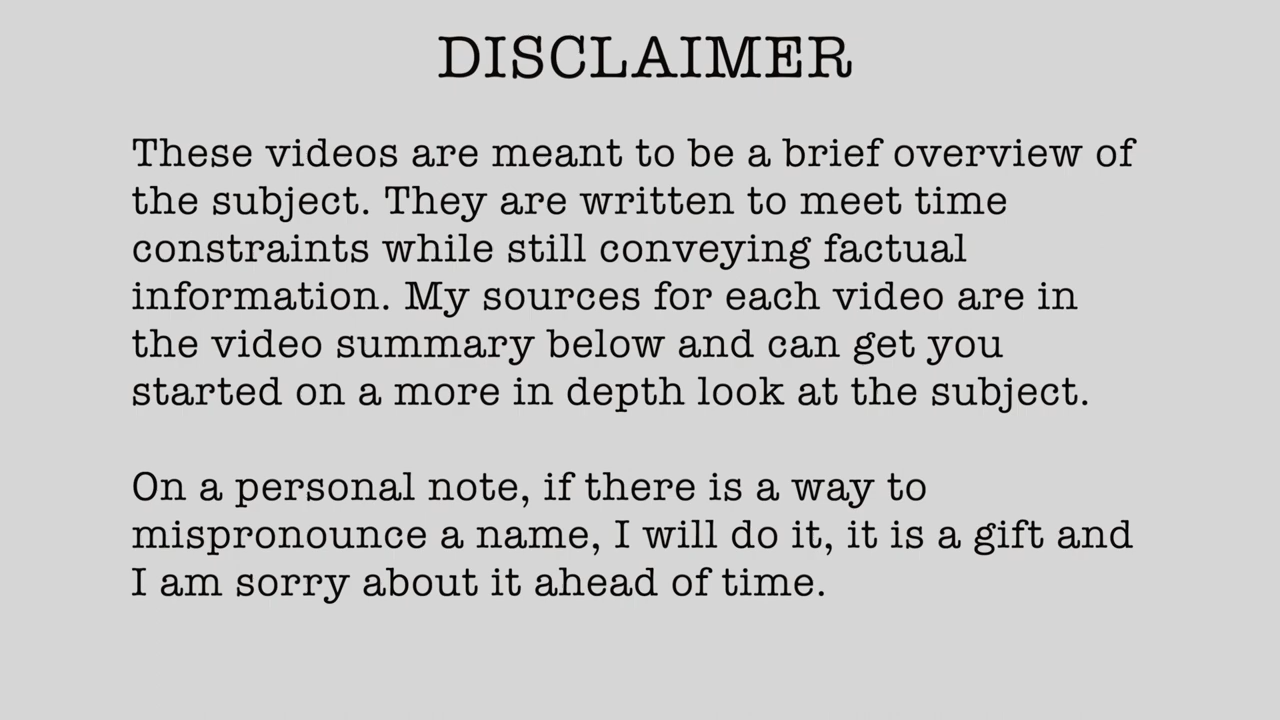 DISCLAIMER
These videos are meant to be a brief overview of
the subject. They are written to meet time
constraints while still conveying factual
information. My sources for each video are in
the video summary below and can get you
started on a more in depth look at the subject.
On a personal note, if there is a way to
mispronounce a name, I will do it, it is a gift and
I am sorry about it ahead of time.